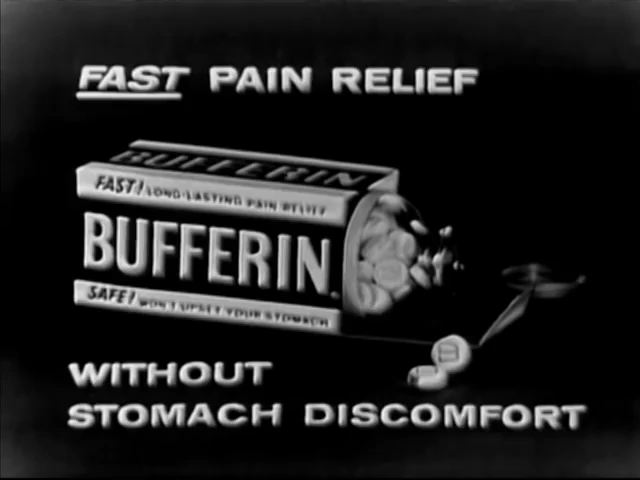 FAST PAIN RELIEF
BUFFERIN
FAST! LONG-LASTING PAIN RELIEF
BUFFERIN
SAFE! WON'T UPSET YOUR STOMACH
WITHOUT
STOMACH DISCOMFORT